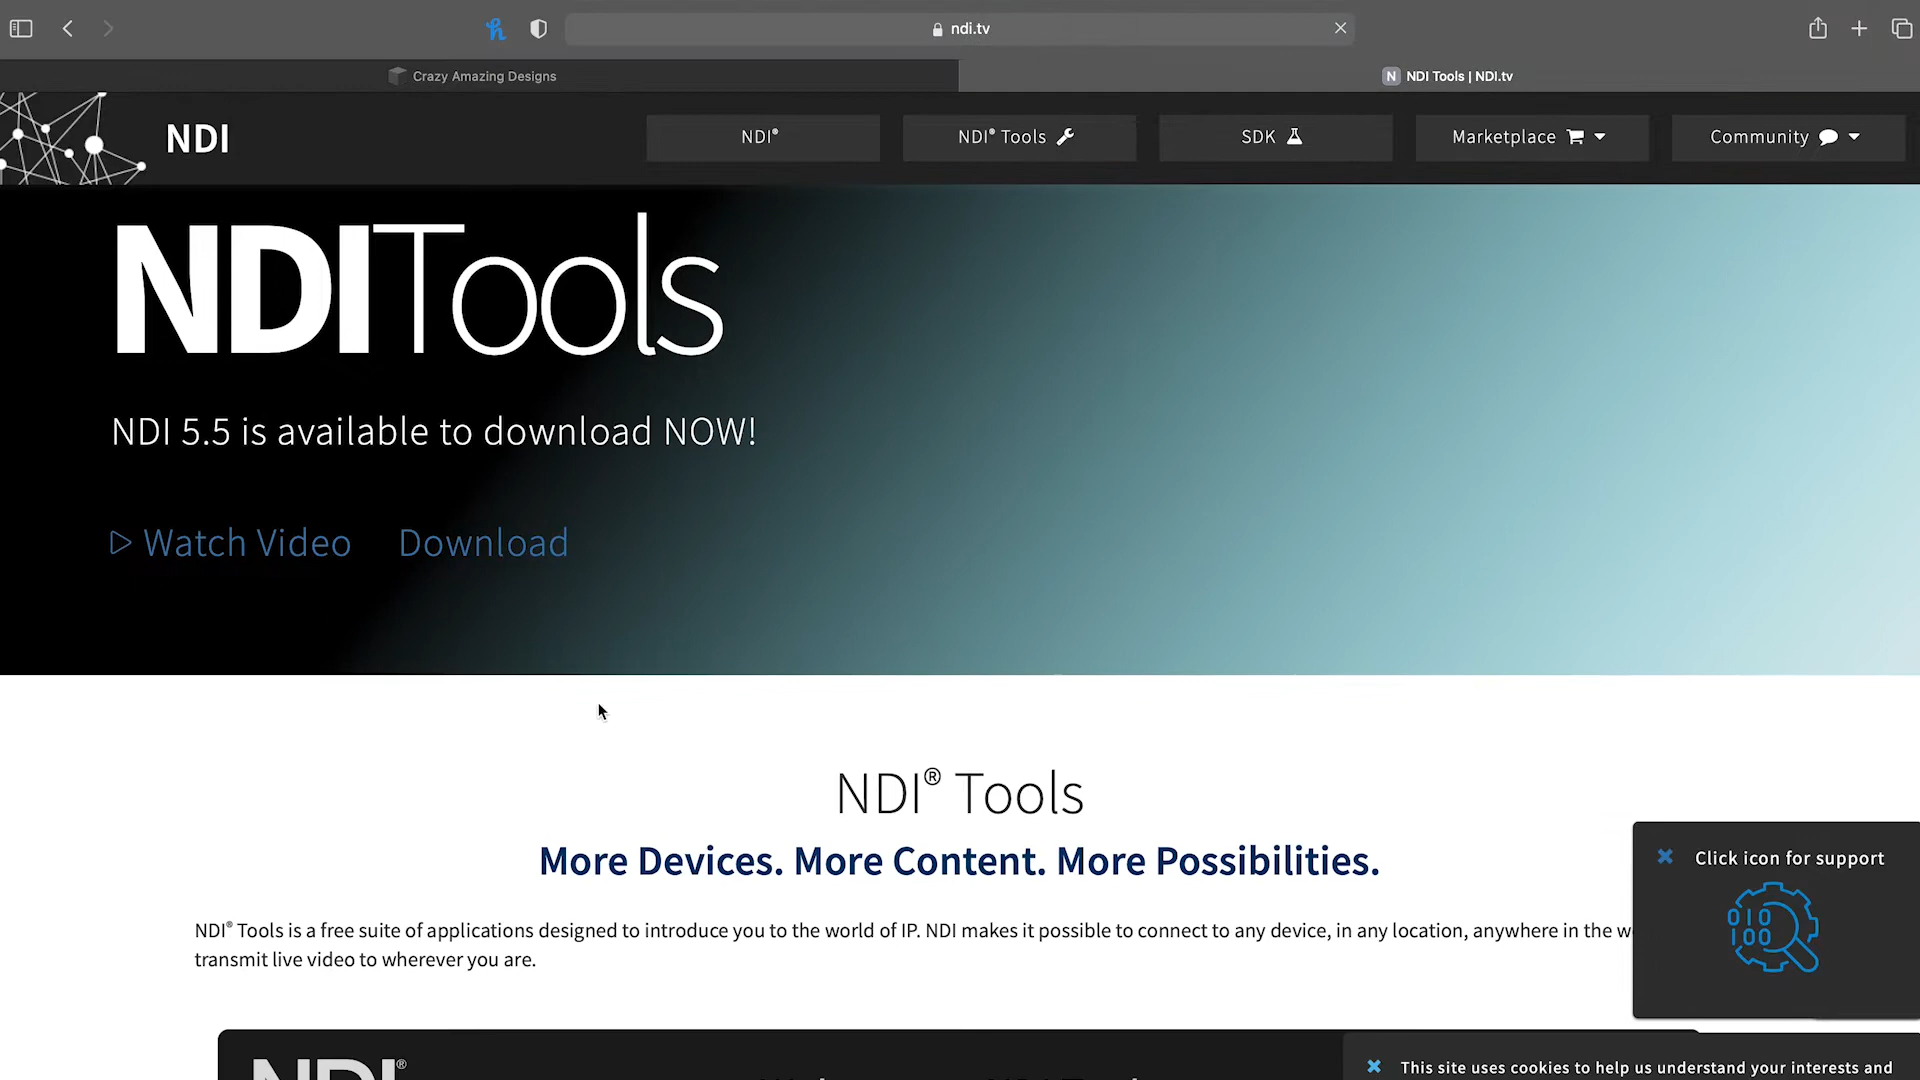 ndi.tv
Crazy Amazing Designs
N NDI Tools | NDI.tv
NDI
NDI®
NDI® Tools
SDK
Marketplace
Community
NDITools
NDI 5.5 is available to download NOW!
Watch Video
Download
NDI® Tools
More Devices. More Content. More Possibilities.
NDI® Tools is a free suite of applications designed to introduce you to the world of IP. NDI makes it possible to connect to any device, in any location, anywhere in the
transmit live video to wherever you are.
Click icon for support
010
100
NDI®
This site uses cookies to help us understand your interests and